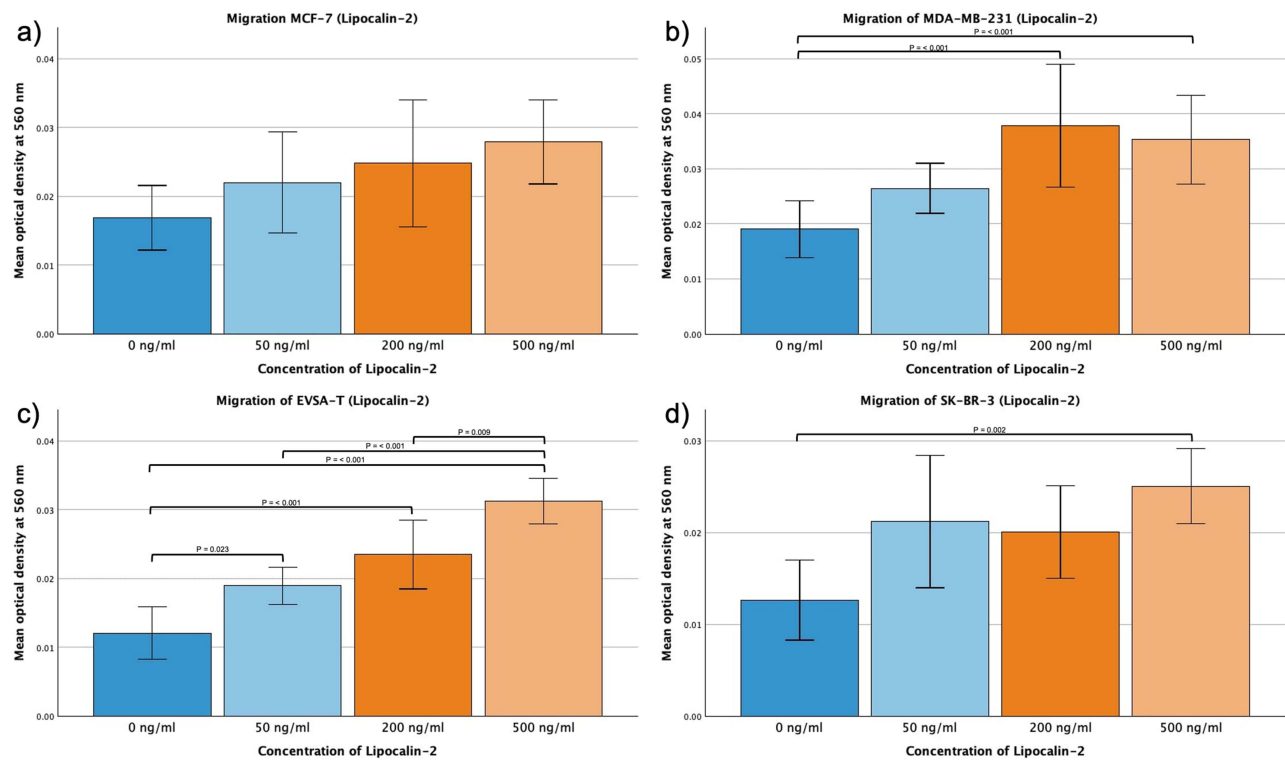 a)
Migration MCF-7 (Lipocalin-2)
Mean optical density at 560 nm
0.04
0.03
0.02
0.01
0.00
0 ng/ml 50 ng/ml 200 ng/ml 500 ng/ml
Concentration of Lipocalin-2
b)
Migration of MDA-MB-231 (Lipocalin-2)
P = < 0.001
P = < 0.001
Mean optical density at 560 nm
0.05
0.04
0.03
0.02
0.01
0.00
0 ng/ml 50 ng/ml 200 ng/ml 500 ng/ml
Concentration of Lipocalin-2
c)
Migration of EVSA-T (Lipocalin-2)
P = 0.009
P = < 0.001
P = < 0.001
P = < 0.001
P = 0.023
Mean optical density at 560 nm
0.04
0.03
0.02
0.01
0.00
0 ng/ml 50 ng/ml 200 ng/ml 500 ng/ml
Concentration of Lipocalin-2
d)
Migration of SK-BR-3 (Lipocalin-2)
P = 0.002
Mean optical density at 560 nm
0.03
0.02
0.01
0.00
0 ng/ml 50 ng/ml 200 ng/ml 500 ng/ml
Concentration of Lipocalin-2